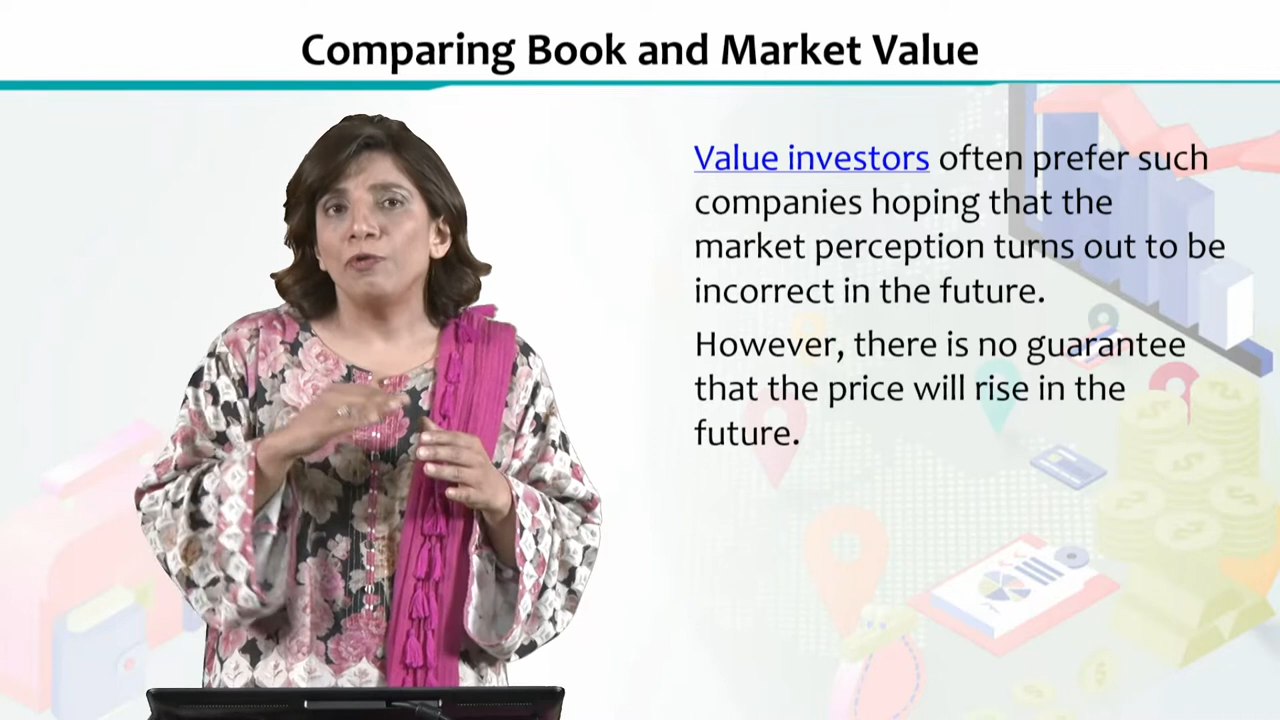 Comparing Book and Market Value
Value investors often prefer such
companies hoping that the
market perception turns out to be
incorrect in the future.
However, there is no guarantee
that the price will rise in the
future.